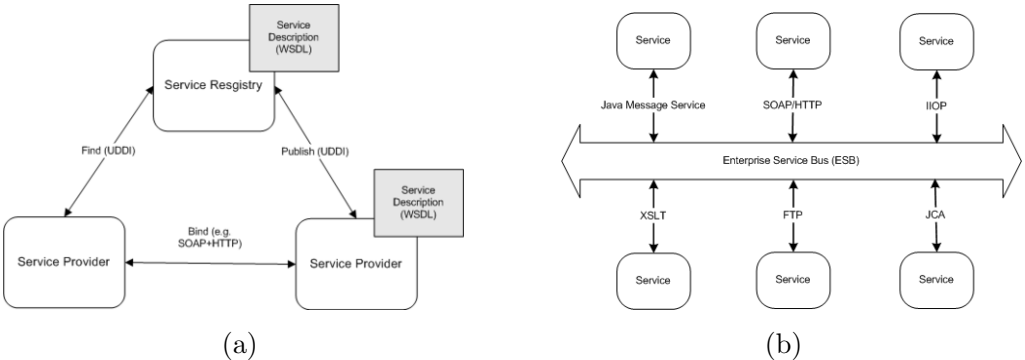 Service
Description
(WSDL)
Service Resgistry
Find (UDDI)
Publish (UDDI)
Service
Description
(WSDL)
Bind (e.g.
SOAP+HTTP)
Service Provider
Service Provider
(a)
Service
Service
Service
Java Message Service
SOAP/HTTP
IIOP
Enterprise Service Bus (ESB)
XSLT
FTP
JCA
Service
Service
Service
(b)